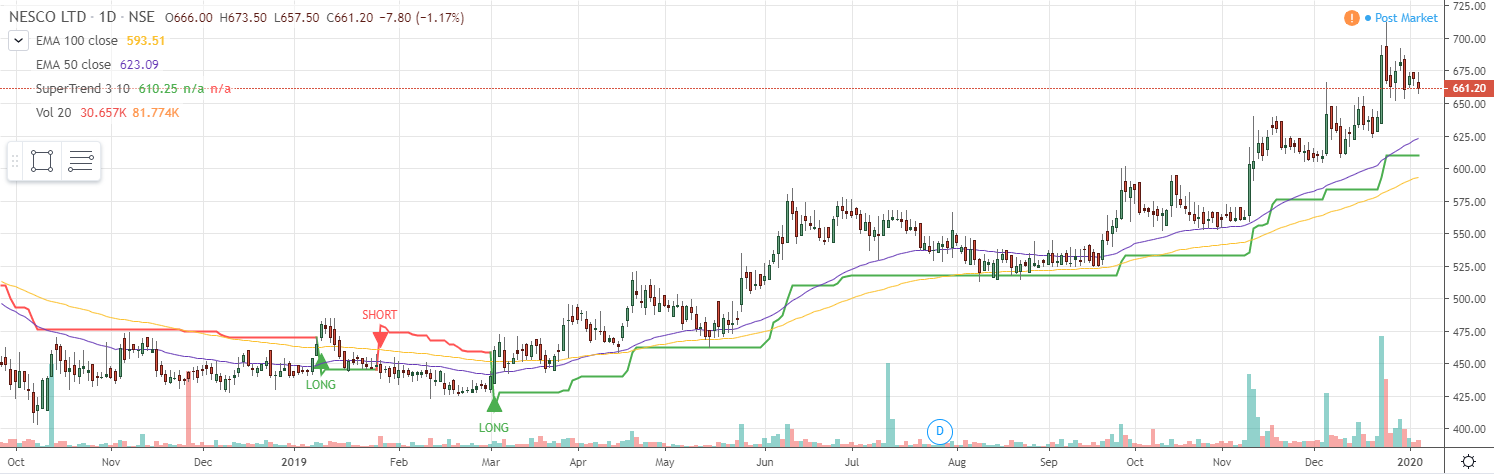 NESCO LTD · 1D · NSE O666.00 H673.50 L657.50 C661.20 −7.80 (−1.17%)
! Post Market
EMA 100 close 593.51
EMA 50 close 623.09
SuperTrend 3 10 610.25 n/a n/a
Vol 20 30.657K 81.774K
725.00
700.00
675.00
661.20
650.00
625.00
600.00
575.00
550.00
525.00
500.00
475.00
450.00
425.00
400.00
SHORT
LONG
LONG
D
Oct Nov Dec 2019 Feb Mar Apr May Jun Jul Aug Sep Oct Nov Dec 2020